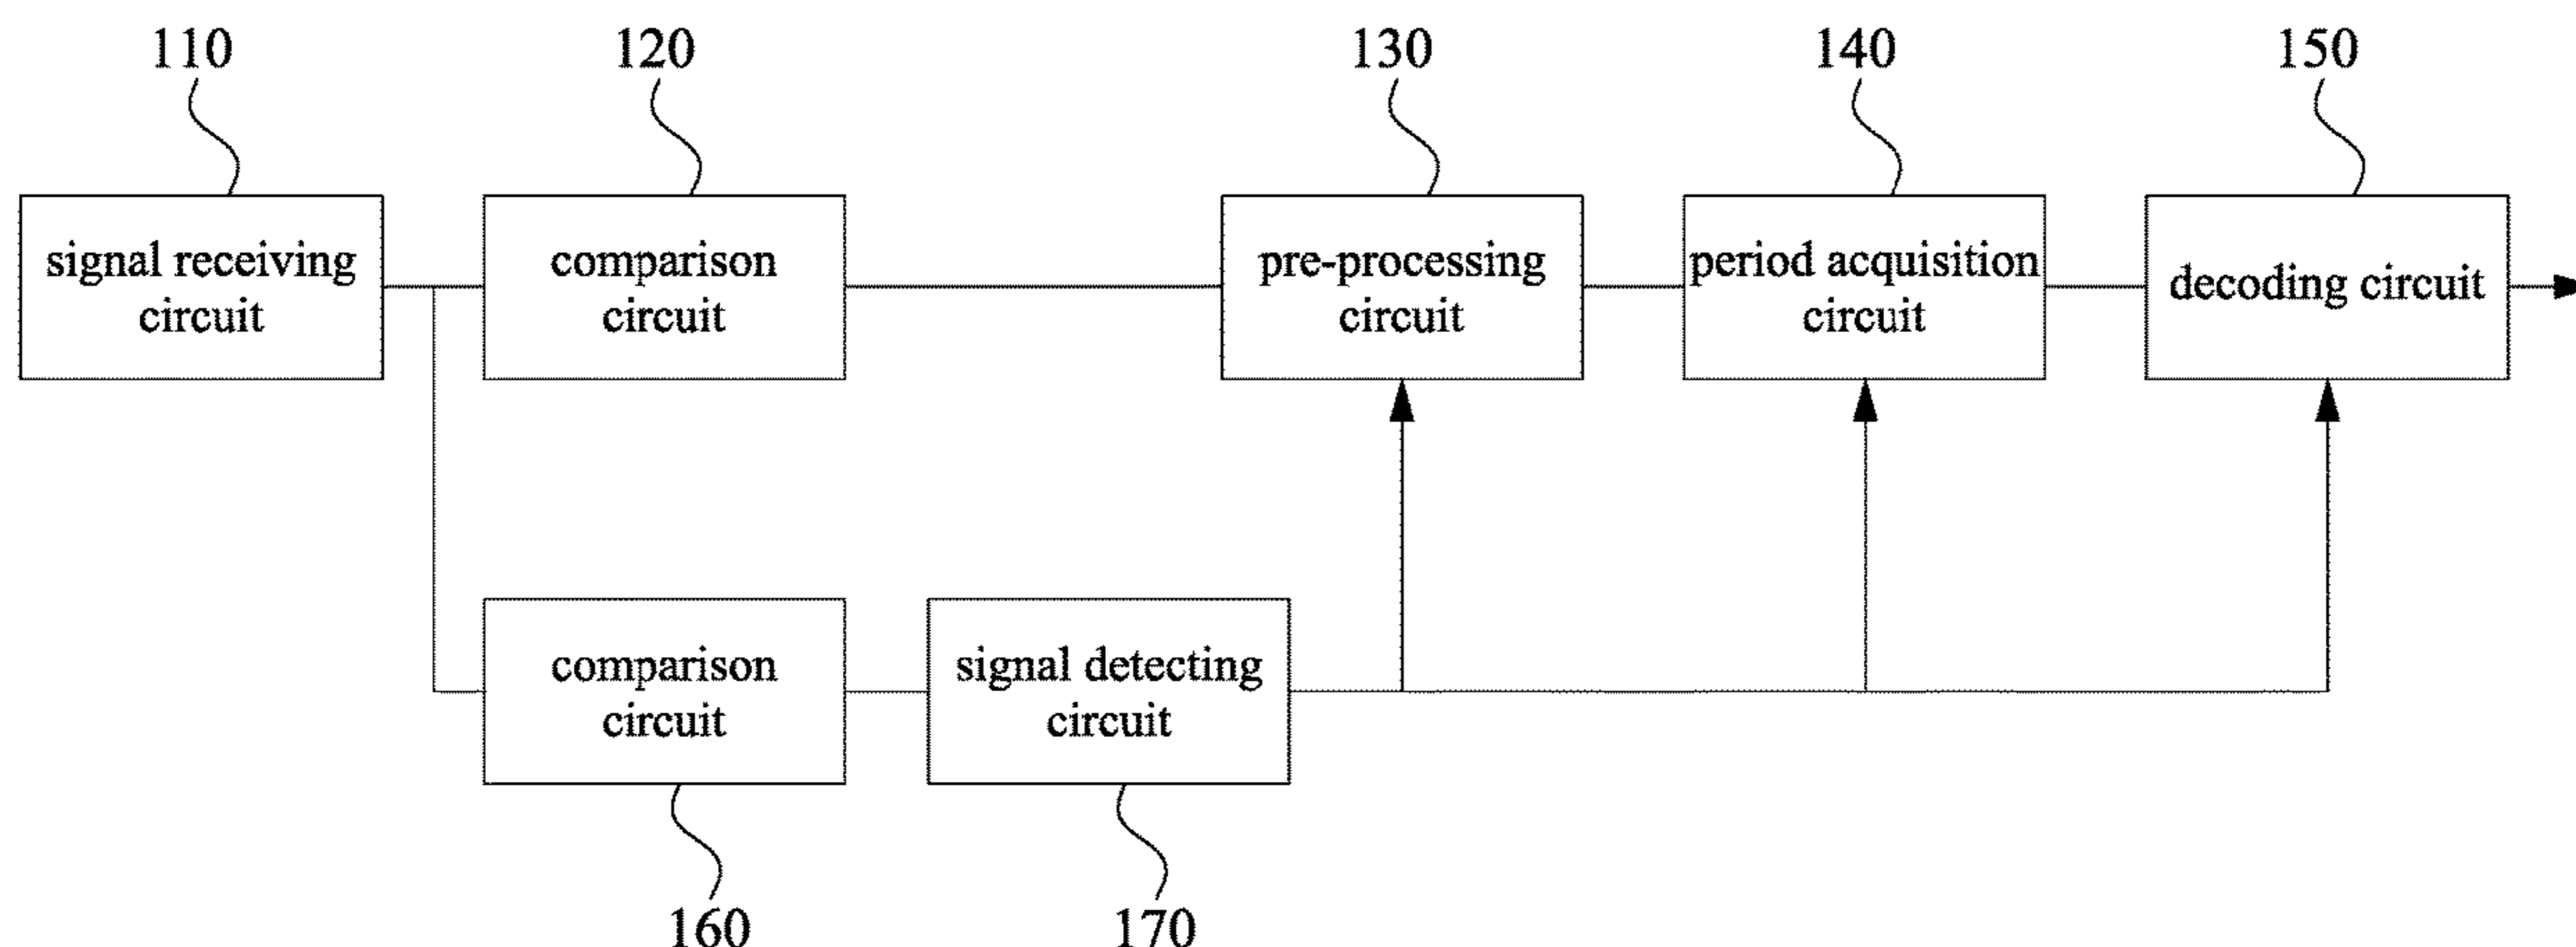 110
120
130
140
150
signal receiving
circuit
comparison
circuit
pre-processing
circuit
period acquisition
circuit
decoding circuit
comparison
circuit
signal detecting
circuit
160
170